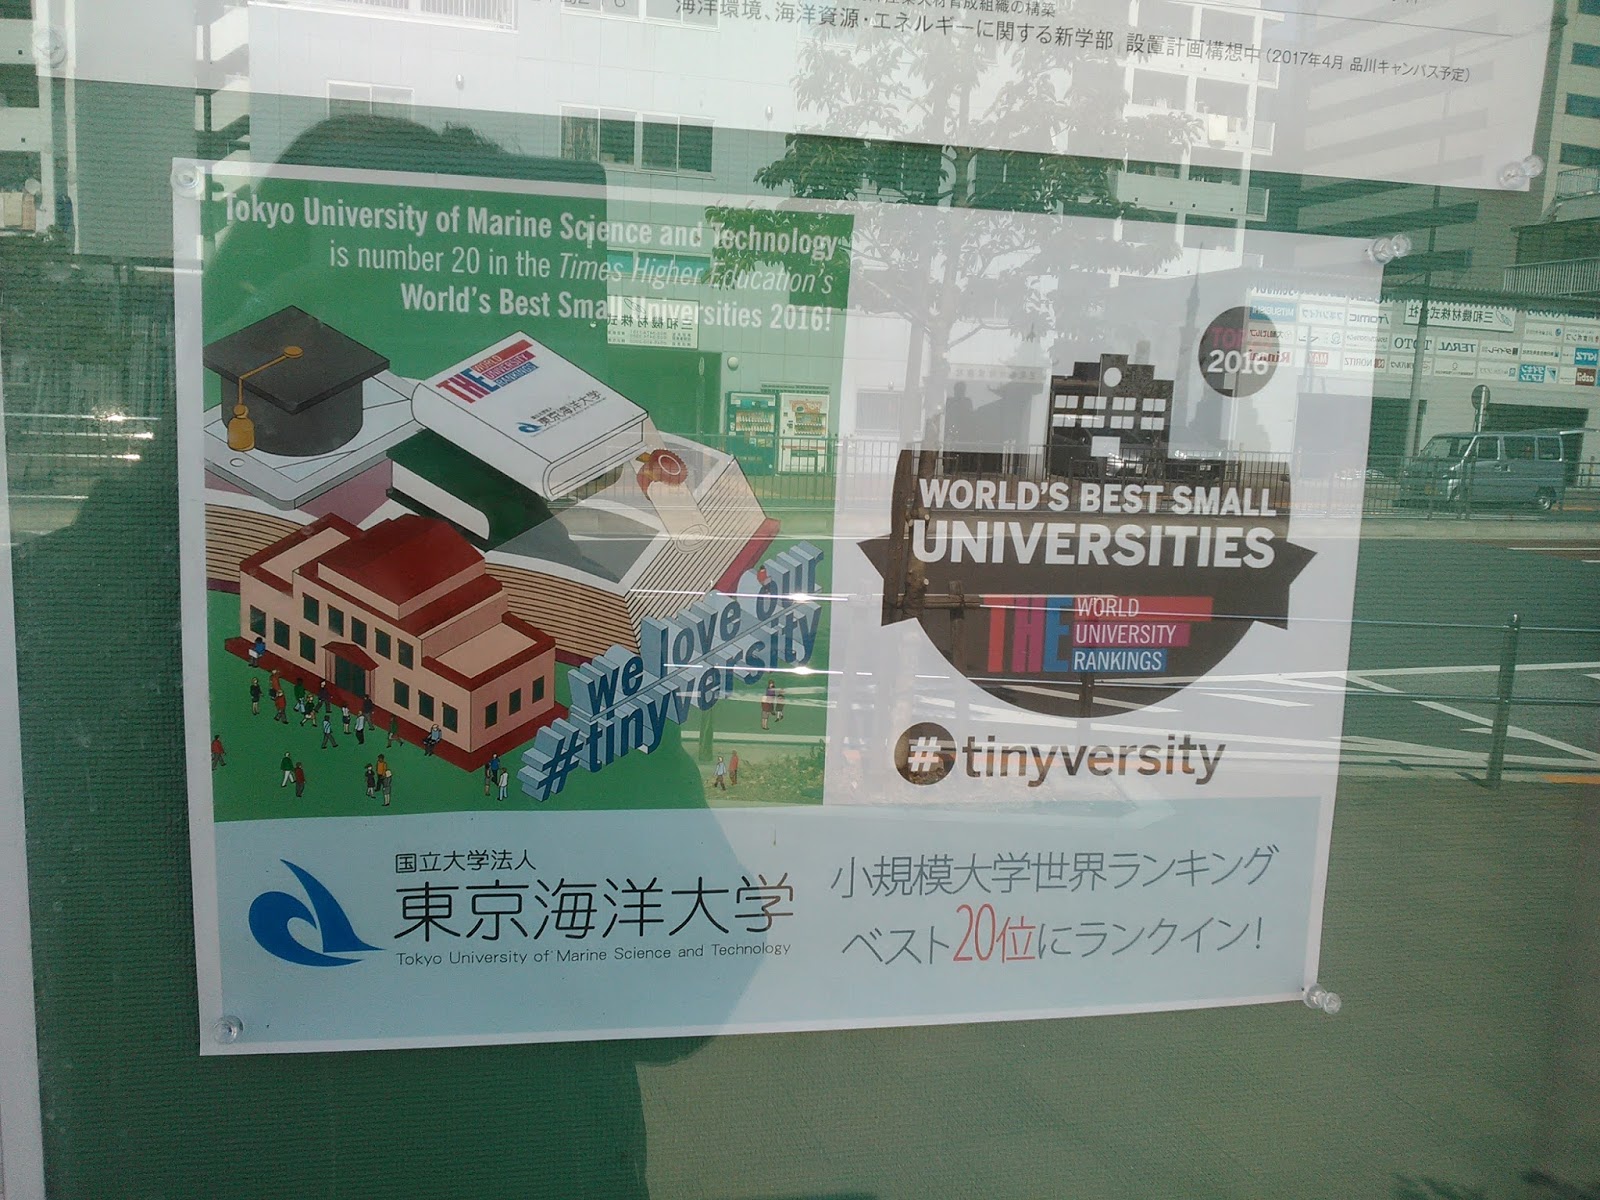 海洋環境、海洋資源・エネルギーに関する新学部 設置計画構想中（2017年4月 品川キャンパス予定）
Tokyo University of Marine Science and Technology
is number 20 in the Times Higher Education's
World's Best Small Universities 2016!
THE WORLD UNIVERSITY RANKINGS
東京海洋大学
we love our
#tinyversity
TOP
2016
WORLD'S BEST SMALL
UNIVERSITIES
THE WORLD
UNIVERSITY
RANKINGS
#tinyversity
国立大学法人
東京海洋大学
Tokyo University of Marine Science and Technology
小規模大学世界ランキング
ベスト20位にランクイン！